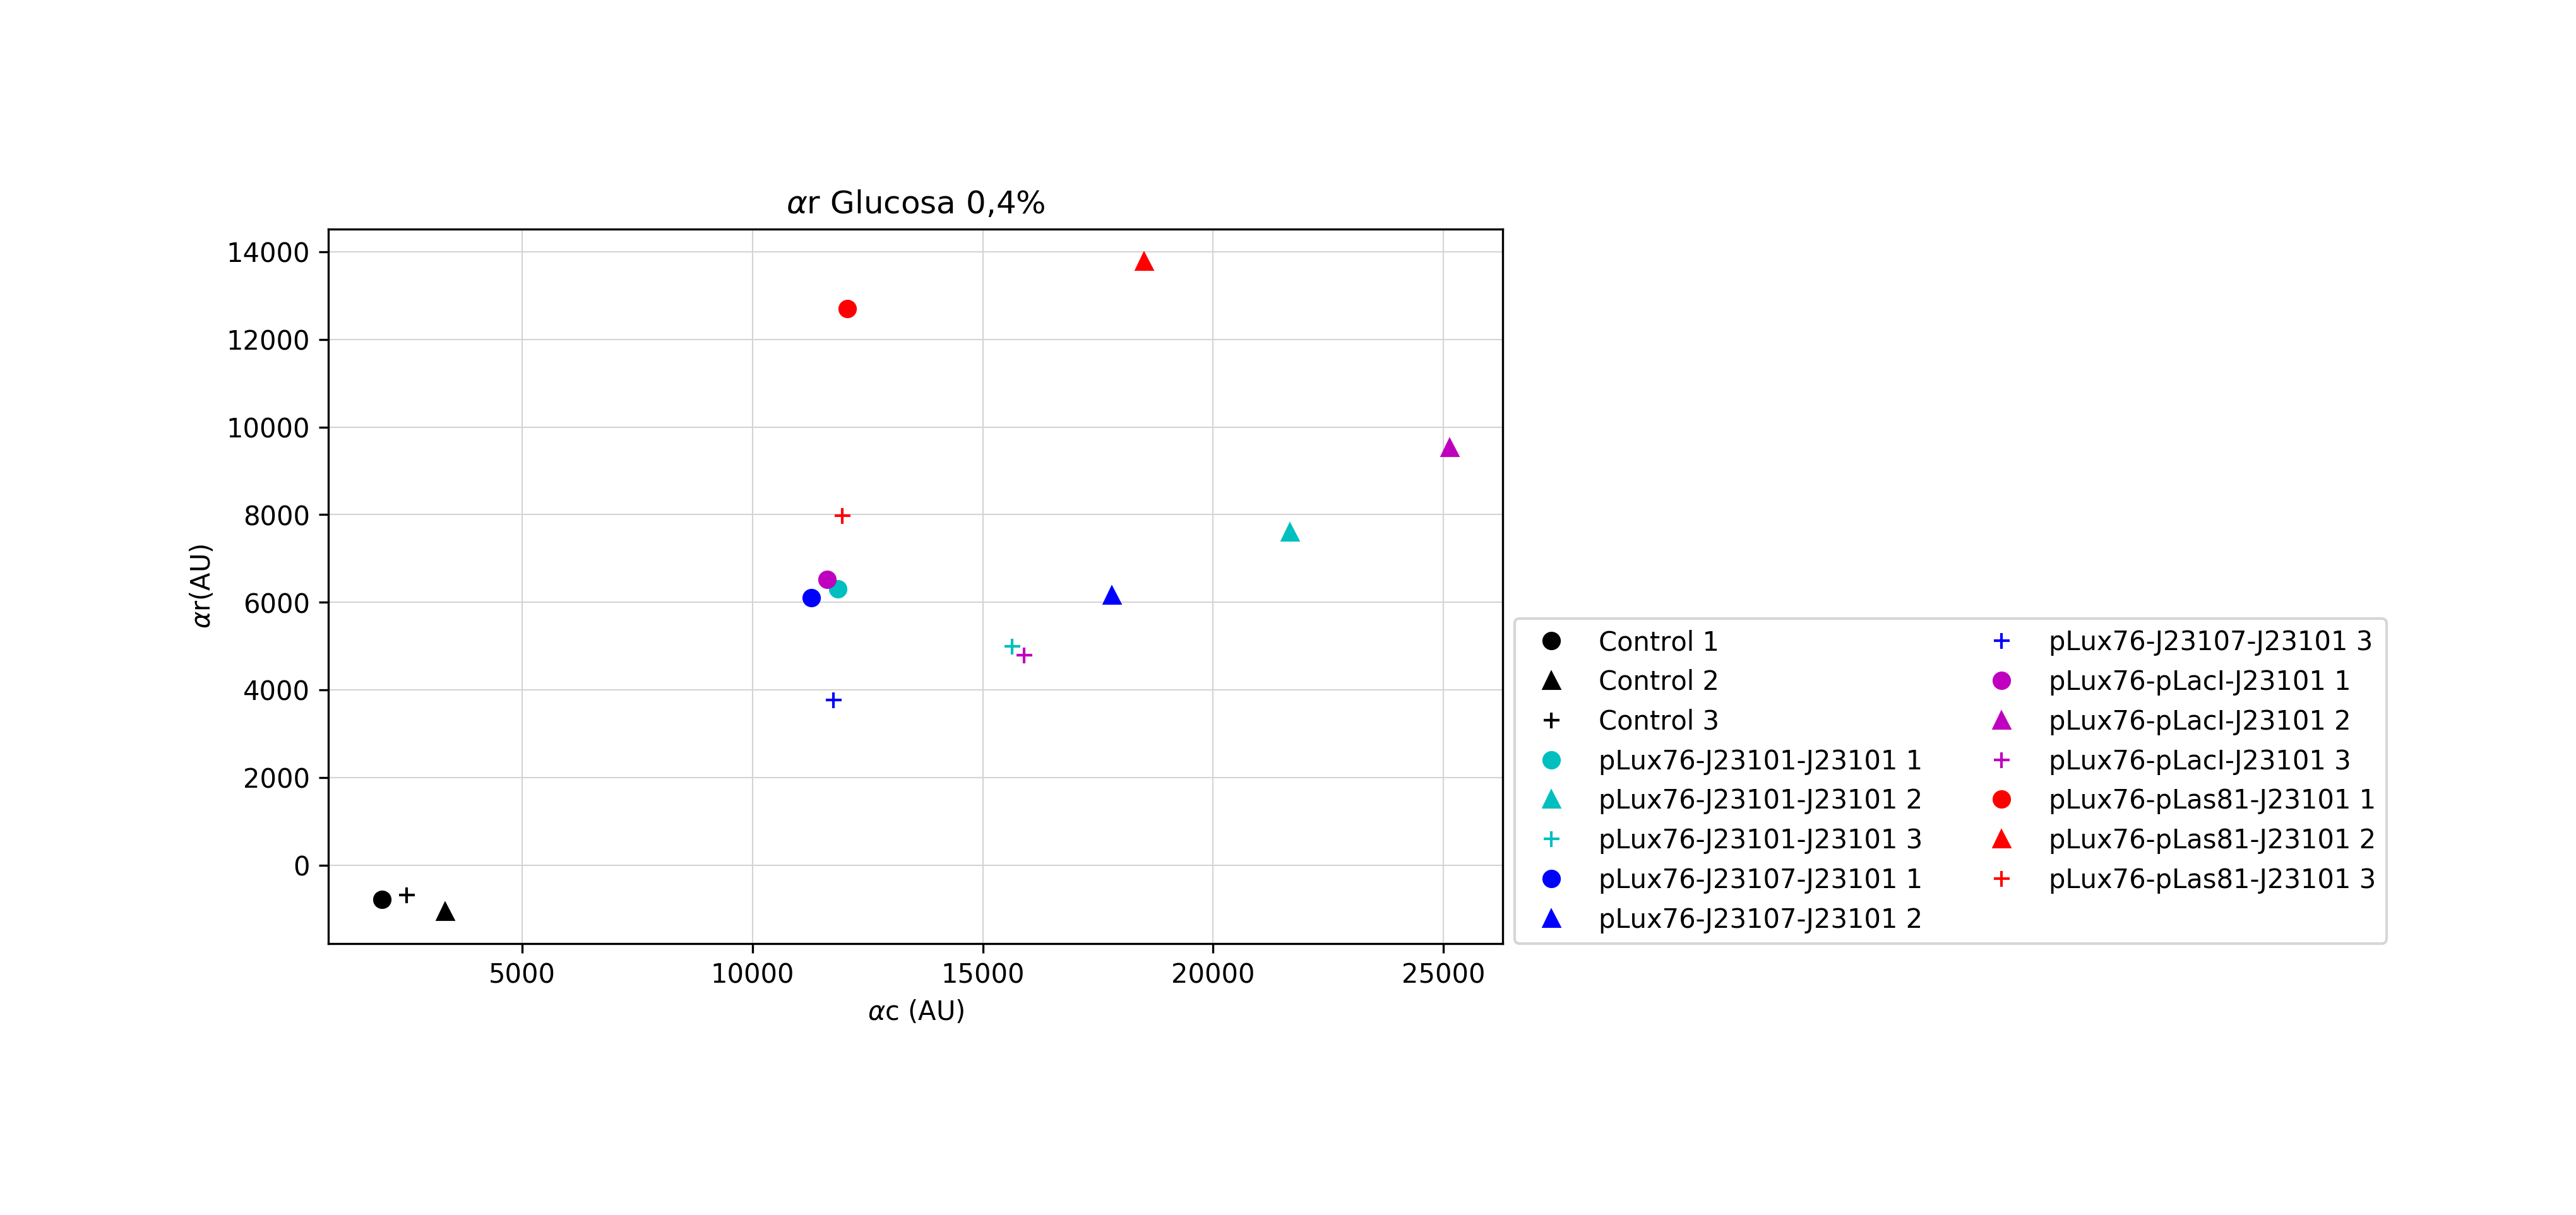 αr Glucosa 0,4%
14000
12000
10000
8000
6000
4000
2000
0
αr(AU)
5000 10000 15000 20000 25000
αc (AU)
Control 1
Control 2
Control 3
pLux76-J23101-J23101 1
pLux76-J23101-J23101 2
pLux76-J23101-J23101 3
pLux76-J23107-J23101 1
pLux76-J23107-J23101 2
pLux76-J23107-J23101 3
pLux76-pLacI-J23101 1
pLux76-pLacI-J23101 2
pLux76-pLacI-J23101 3
pLux76-pLas81-J23101 1
pLux76-pLas81-J23101 2
pLux76-pLas81-J23101 3